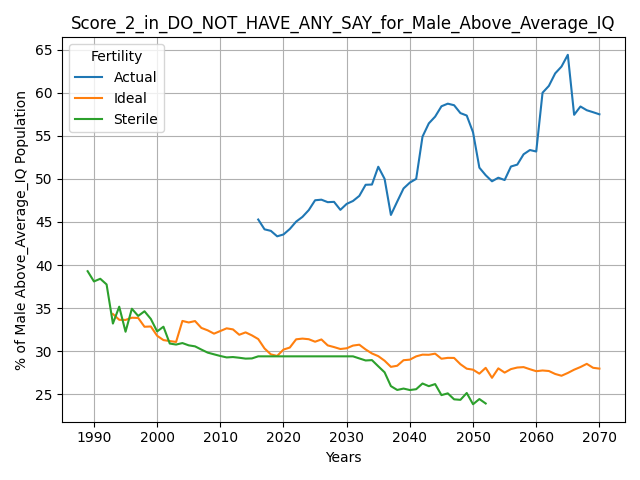 Score_2_in_DO_NOT_HAVE_ANY_SAY_for_Male_Above_Average_IQ
% of Male Above_Average_IQ Population
65
60
55
50
45
40
35
30
25
Fertility
Actual
Ideal
Sterile
1990 2000 2010 2020 2030 2040 2050 2060 2070
Years